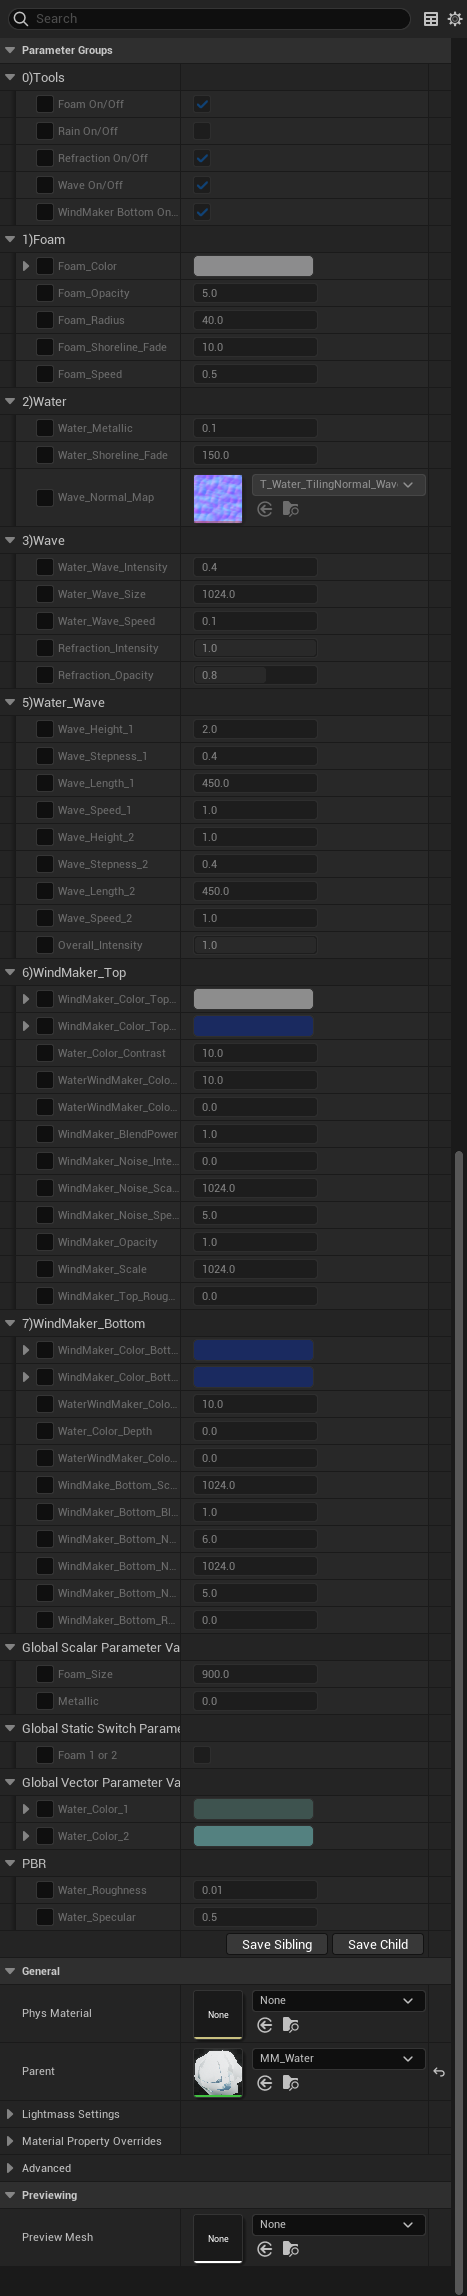 Search
Parameter Groups
0)Tools
Foam On/Off
Rain On/Off
Refraction On/Off
Wave On/Off
WindMaker Bottom On...
1)Foam
Foam_Color
Foam_Opacity 5.0
Foam_Radius 40.0
Foam_Shoreline_Fade 10.0
Foam_Speed 0.5
2)Water
Water_Metallic 0.1
Water_Shoreline_Fade 150.0
Wave_Normal_Map T_Water_TilingNormal_Wav
3)Wave
Water_Wave_Intensity 0.4
Water_Wave_Size 1024.0
Water_Wave_Speed 0.1
Refraction_Intensity 1.0
Refraction_Opacity 0.8
5)Water_Wave
Wave_Height_1 2.0
Wave_Stepness_1 0.4
Wave_Length_1 450.0
Wave_Speed_1 1.0
Wave_Height_2 1.0
Wave_Stepness_2 0.4
Wave_Length_2 450.0
Wave_Speed_2 1.0
Overall_Intensity 1.0
6)WindMaker_Top
WindMaker_Color_Top...
WindMaker_Color_Top...
Water_Color_Contrast 10.0
WaterWindMaker_Colo... 10.0
WaterWindMaker_Colo... 0.0
WindMaker_BlendPower 1.0
WindMaker_Noise_Inte... 0.0
WindMaker_Noise_Sca... 1024.0
WindMaker_Noise_Spe... 5.0
WindMaker_Opacity 1.0
WindMaker_Scale 1024.0
WindMaker_Top_Roug... 0.0
7)WindMaker_Bottom
WindMaker_Color_Bott...
WindMaker_Color_Bott...
WaterWindMaker_Colo... 10.0
Water_Color_Depth 0.0
WaterWindMaker_Colo... 0.0
WindMake_Bottom_Sc... 1024.0
WindMaker_Bottom_Bl... 1.0
WindMaker_Bottom_N... 6.0
WindMaker_Bottom_N... 1024.0
WindMaker_Bottom_N... 5.0
WindMaker_Bottom_R... 0.0
Global Scalar Parameter Va
Foam_Size 900.0
Metallic 0.0
Global Static Switch Parame
Foam 1 or 2
Global Vector Parameter Va
Water_Color_1
Water_Color_2
PBR
Water_Roughness 0.01
Water_Specular 0.5
Save Sibling Save Child
General
Phys Material None None
Parent MM_Water
Lightmass Settings
Material Property Overrides
Advanced
Previewing
Preview Mesh None None